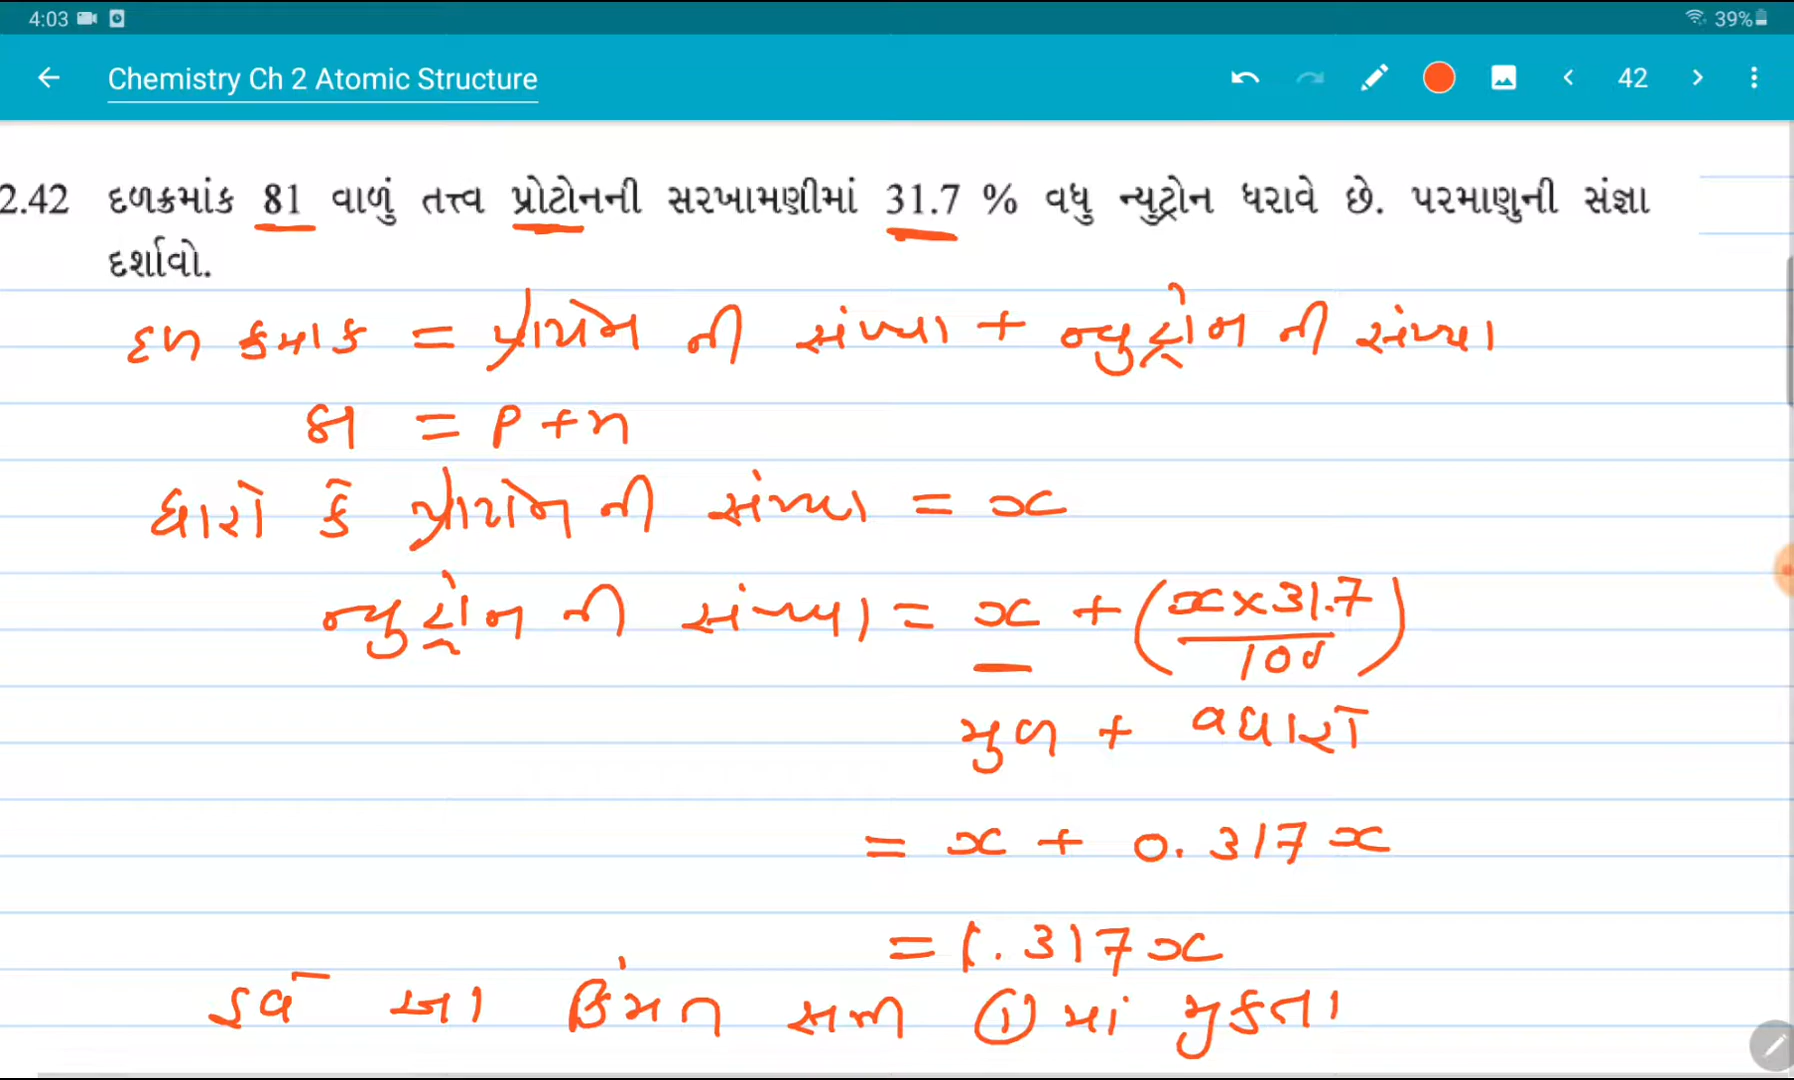 4:03 39%
Chemistry Ch 2 Atomic Structure 42
2.42 દળક્રમાંક 81 વાળું તત્ત્વ પ્રોટોનની સરખામણીમાં 31.7 % વધુ ન્યુટ્રોન ધરાવે છે. પરમાણુની સંજ્ઞા
દર્શાવો.
દળ ક્રમાંક = પ્રોટોન ની સંખ્યા + ન્યુટ્રોન ની સંખ્યા
81 = P + n
ધારો કે પ્રોટોન ની સંખ્યા = x
ન્યુટ્રોન ની સંખ્યા = x + (x × 31.7 / 100)
મુળ + વધારો
= x + 0.317 x
= 1.317 x
હવે આ કિંમત સમી ① માં મુકતા